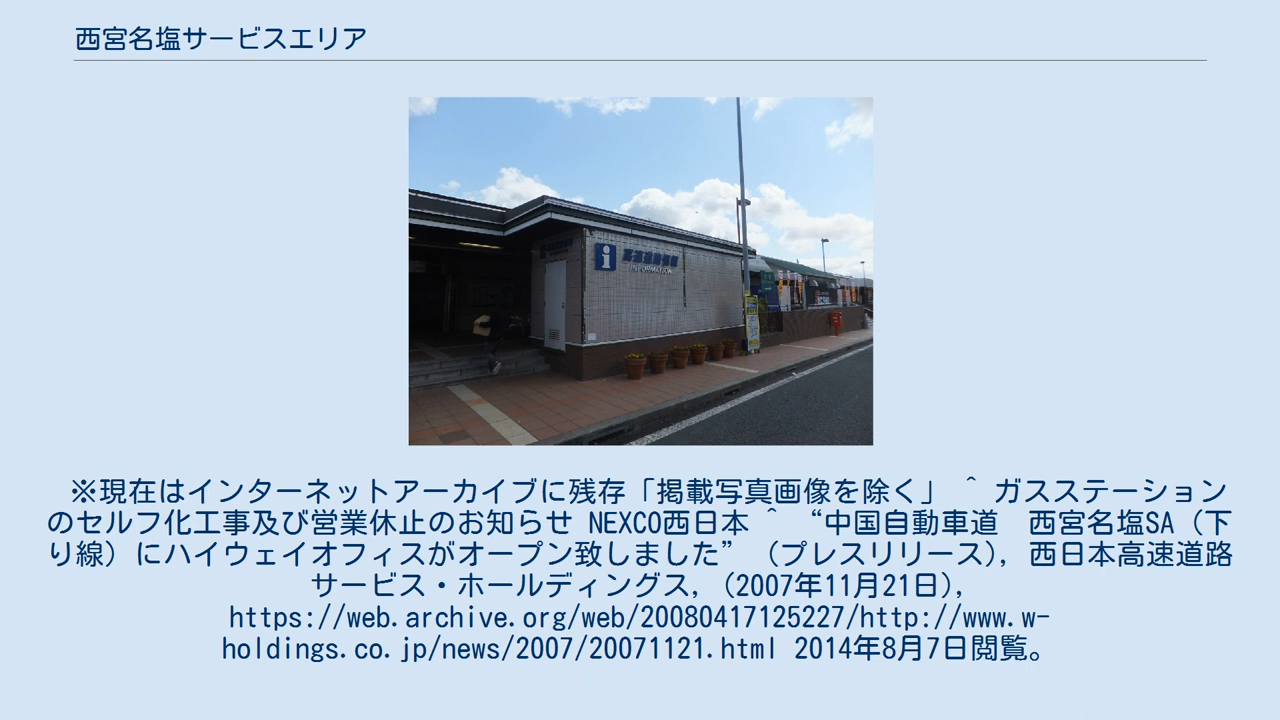 西宮名塩サービスエリア
i 高速道路情報
INFORMATION
※現在はインターネットアーカイブに残存「掲載写真画像を除く」 ^ ガスステーション
のセルフ化工事及び営業休止のお知らせ NEXCO西日本 ^ “中国自動車道　西宮名塩SA（下
り線）にハイウェイオフィスがオープン致しました” （プレスリリース), 西日本高速道路
サービス・ホールディングス, (2007年11月21日),
https://web.archive.org/web/20080417125227/http://www.w-
holdings.co.jp/news/2007/20071121.html 2014年8月7日閲覧。